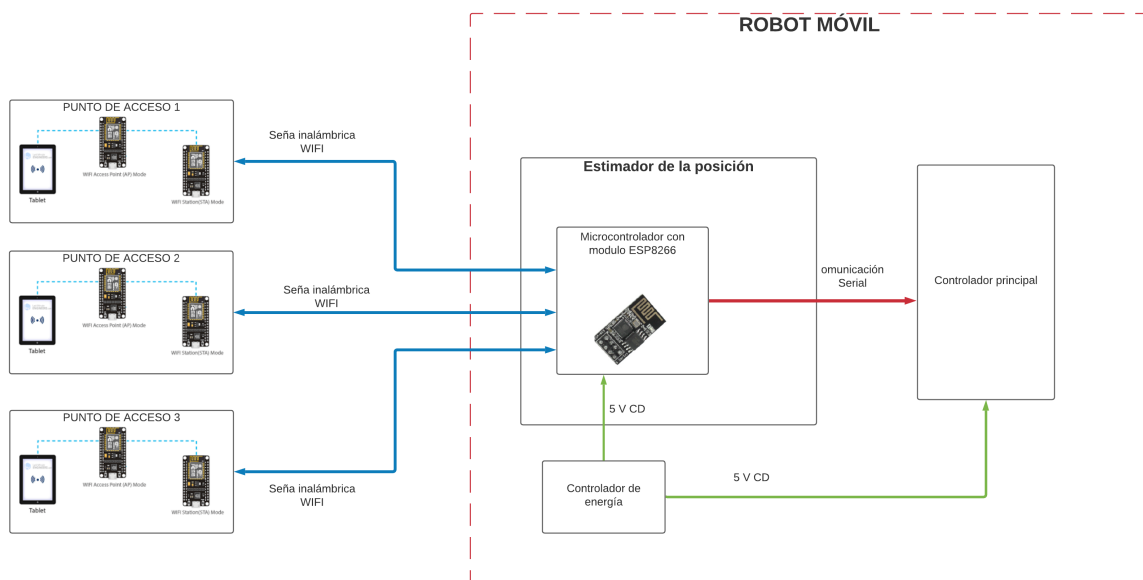 ROBOT MÓVIL
PUNTO DE ACCESO 1
WiFi Access Point (AP) Mode
Tablet
WIFI Station(STA) Mode
Seña inalámbrica
WIFI
PUNTO DE ACCESO 2
WiFi Access Point (AP) Mode
Tablet
WIFI Station(STA) Mode
Seña inalámbrica
WIFI
PUNTO DE ACCESO 3
WiFi Access Point (AP) Mode
Tablet
WIFI Station(STA) Mode
Seña inalámbrica
WIFI
Estimador de la posición
Microcontrolador con
modulo ESP8266
omunicación
Serial
Controlador principal
5 V CD
Controlador de
energía
5 V CD